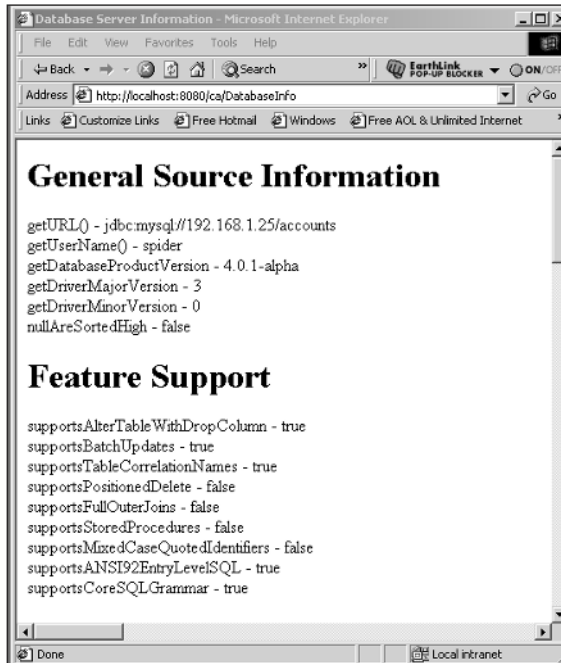 Database Server Information - Microsoft Internet Explorer
File Edit View Favorites Tools Help
Back Search » EarthLink POP-UP BLOCKER ON/OFF
Address http://localhost:8080/ca/DatabaseInfo Go
Links Customize Links Free Hotmail Windows Free AOL & Unlimited Internet »
General Source Information
getURL() - jdbc:mysql://192.168.1.25/accounts
getUserName() - spider
getDatabaseProductVersion - 4.0.1-alpha
getDriverMajorVersion - 3
getDriverMinorVersion - 0
nullAreSortedHigh - false
Feature Support
supportsAlterTableWithDropColumn - true
supportsBatchUpdates - true
supportsTableCorrelationNames - true
supportsPositionedDelete - false
supportsFullOuterJoins - false
supportsStoredProcedures - false
supportsMixedCaseQuotedIdentifiers - false
supportsANSI92EntryLevelSQL - true
supportsCoreSQLGrammar - true
Done Local intranet